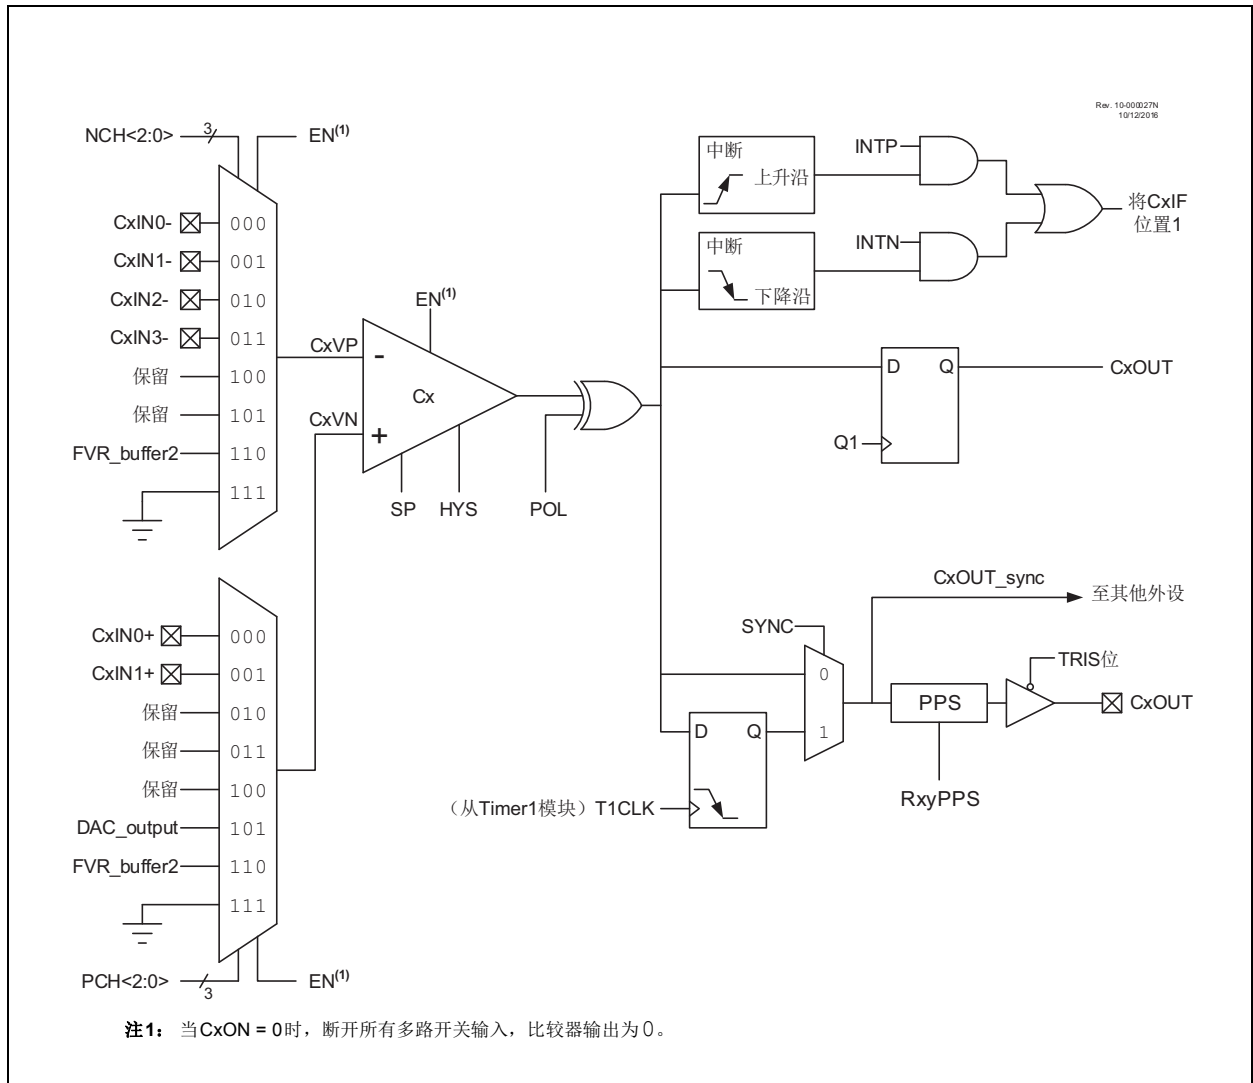 Rev. 10-000027N
10/12/2016
NCH<2:0>
3
EN(1)
CxIN0-
000
CxIN1-
001
CxIN2-
010
CxIN3-
011
保留
100
保留
101
FVR_buffer2
110
111
CxVP
CxVN
EN(1)
-
Cx
+
SP
HYS
POL
中断
上升沿
INTP
中断
下降沿
INTN
将CxIF
位置1
D
Q
CxOUT
Q1
CxIN0+
000
CxIN1+
001
保留
010
保留
011
保留
100
DAC_output
101
FVR_buffer2
110
111
PCH<2:0>
3
EN(1)
CxOUT_sync
至其他外设
SYNC
0
1
TRIS位
PPS
CxOUT
RxyPPS
D
Q
（从Timer1模块）T1CLK
注1： 当CxON = 0时，断开所有多路开关输入，比较器输出为0。